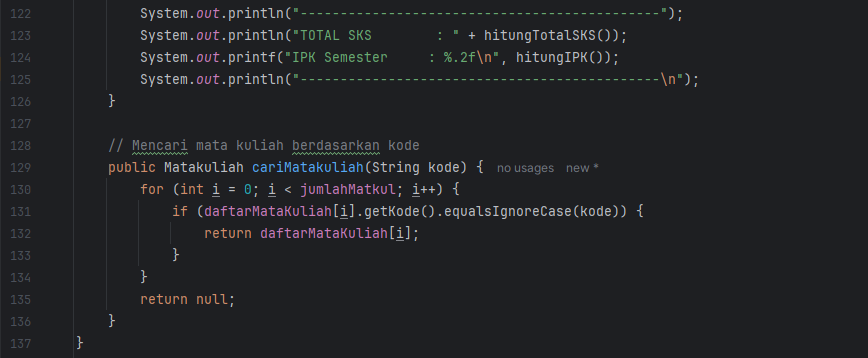 122 System.out.println("---------------------------------------------");
123 System.out.println("TOTAL SKS        : " + hitungTotalSKS());
124 System.out.printf("IPK Semester     : %.2f\n", hitungIPK());
125 System.out.println("---------------------------------------------\n");
126 }
127
128 // Mencari mata kuliah berdasarkan kode
129 public Matakuliah cariMatakuliah(String kode) { no usages new *
130 for (int i = 0; i < jumlahMatkul; i++) {
131 if (daftarMataKuliah[i].getKode().equalsIgnoreCase(kode)) {
132 return daftarMataKuliah[i];
133 }
134 }
135 return null;
136 }
137 }